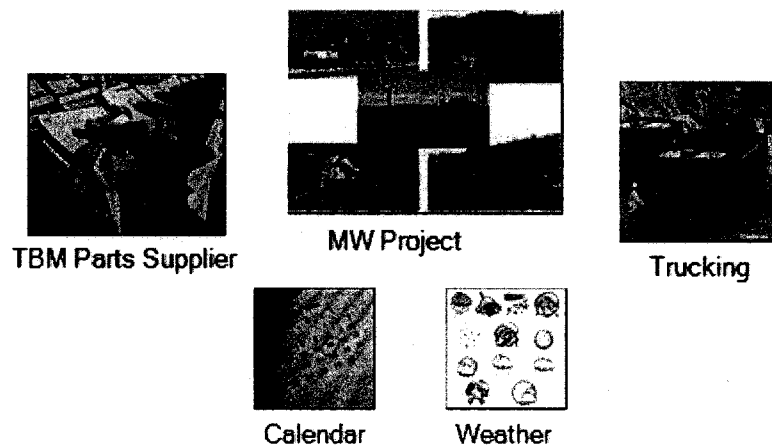 MW Project
TBM Parts Supplier
Trucking
Calendar
Weather